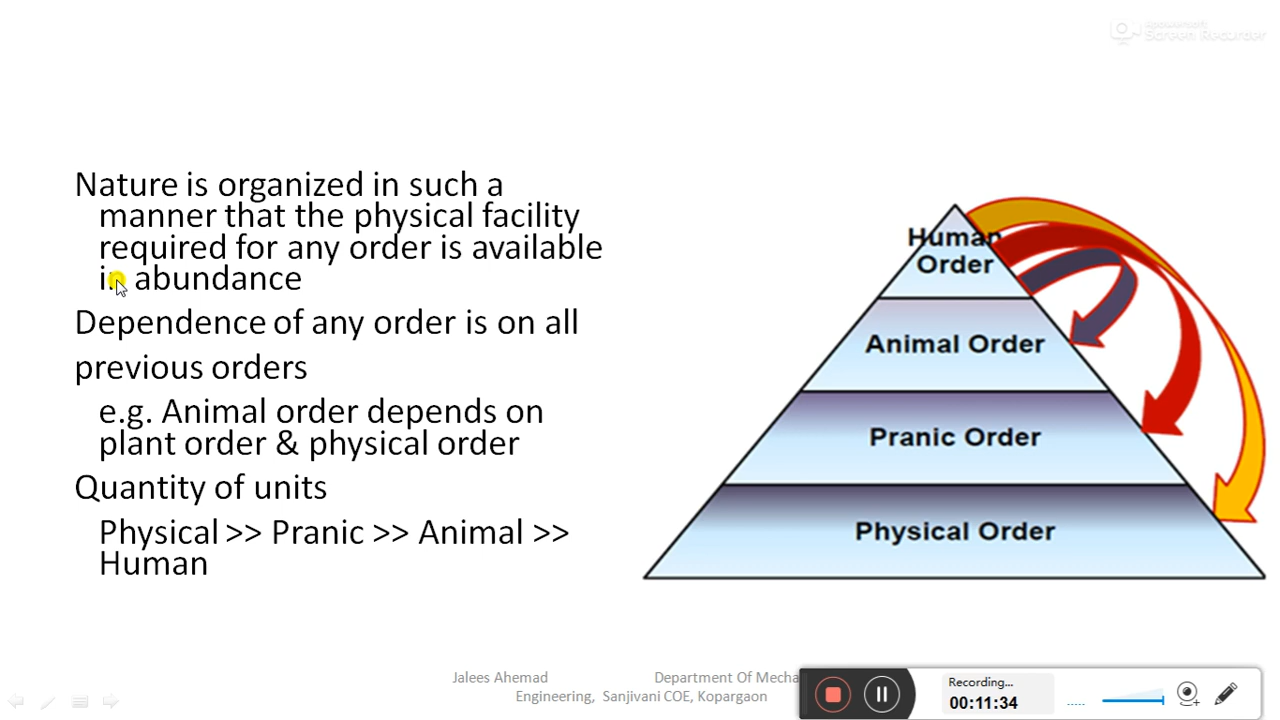 Apowersoft
Screen Recorder
Nature is organized in such a
manner that the physical facility
required for any order is available
in abundance
Dependence of any order is on all
previous orders
e.g. Animal order depends on
plant order & physical order
Quantity of units
Physical >> Pranic >> Animal >>
Human
Human
Order
Animal Order
Pranic Order
Physical Order
Jalees Ahemad Department Of Mecha
Engineering, Sanjivani COE, Kopargaon
Recording...
00:11:34